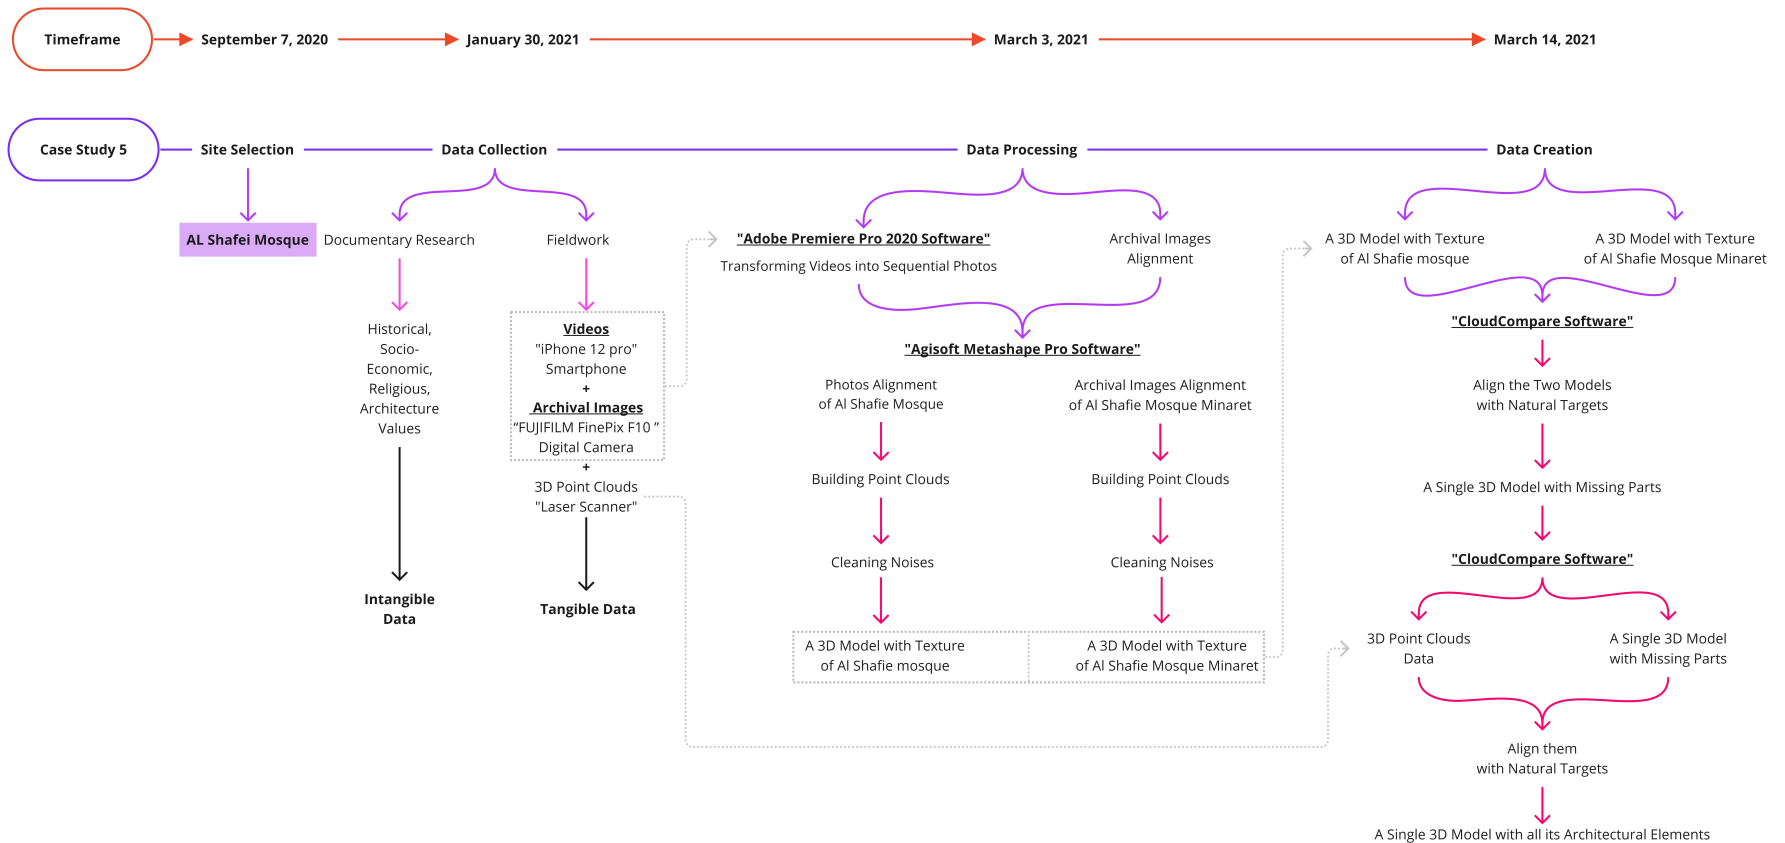 Timeframe
September 7, 2020
January 30, 2021
March 3, 2021
March 14, 2021
Case Study 5
Site Selection
Data Collection
Data Processing
Data Creation
AL Shafei Mosque
Documentary Research
Historical,
Socio-
Economic,
Religious,
Architecture
Values
Intangible
Data
Fieldwork
Videos
"iPhone 12 pro"
Smartphone
+
Archival Images
“FUJIFILM FinePix F10 ”
Digital Camera
+
3D Point Clouds
"Laser Scanner"
Tangible Data
"Adobe Premiere Pro 2020 Software"
Transforming Videos into Sequential Photos
Archival Images
Alignment
"Agisoft Metashape Pro Software"
Photos Alignment
of Al Shafie Mosque
Building Point Clouds
Cleaning Noises
A 3D Model with Texture
of Al Shafie mosque
Archival Images Alignment
of Al Shafie Mosque Minaret
Building Point Clouds
Cleaning Noises
A 3D Model with Texture
of Al Shafie Mosque Minaret
A 3D Model with Texture
of Al Shafie mosque
A 3D Model with Texture
of Al Shafie Mosque Minaret
"CloudCompare Software"
Align the Two Models
with Natural Targets
A Single 3D Model with Missing Parts
"CloudCompare Software"
3D Point Clouds
Data
A Single 3D Model
with Missing Parts
Align them
with Natural Targets
A Single 3D Model with all its Architectural Elements